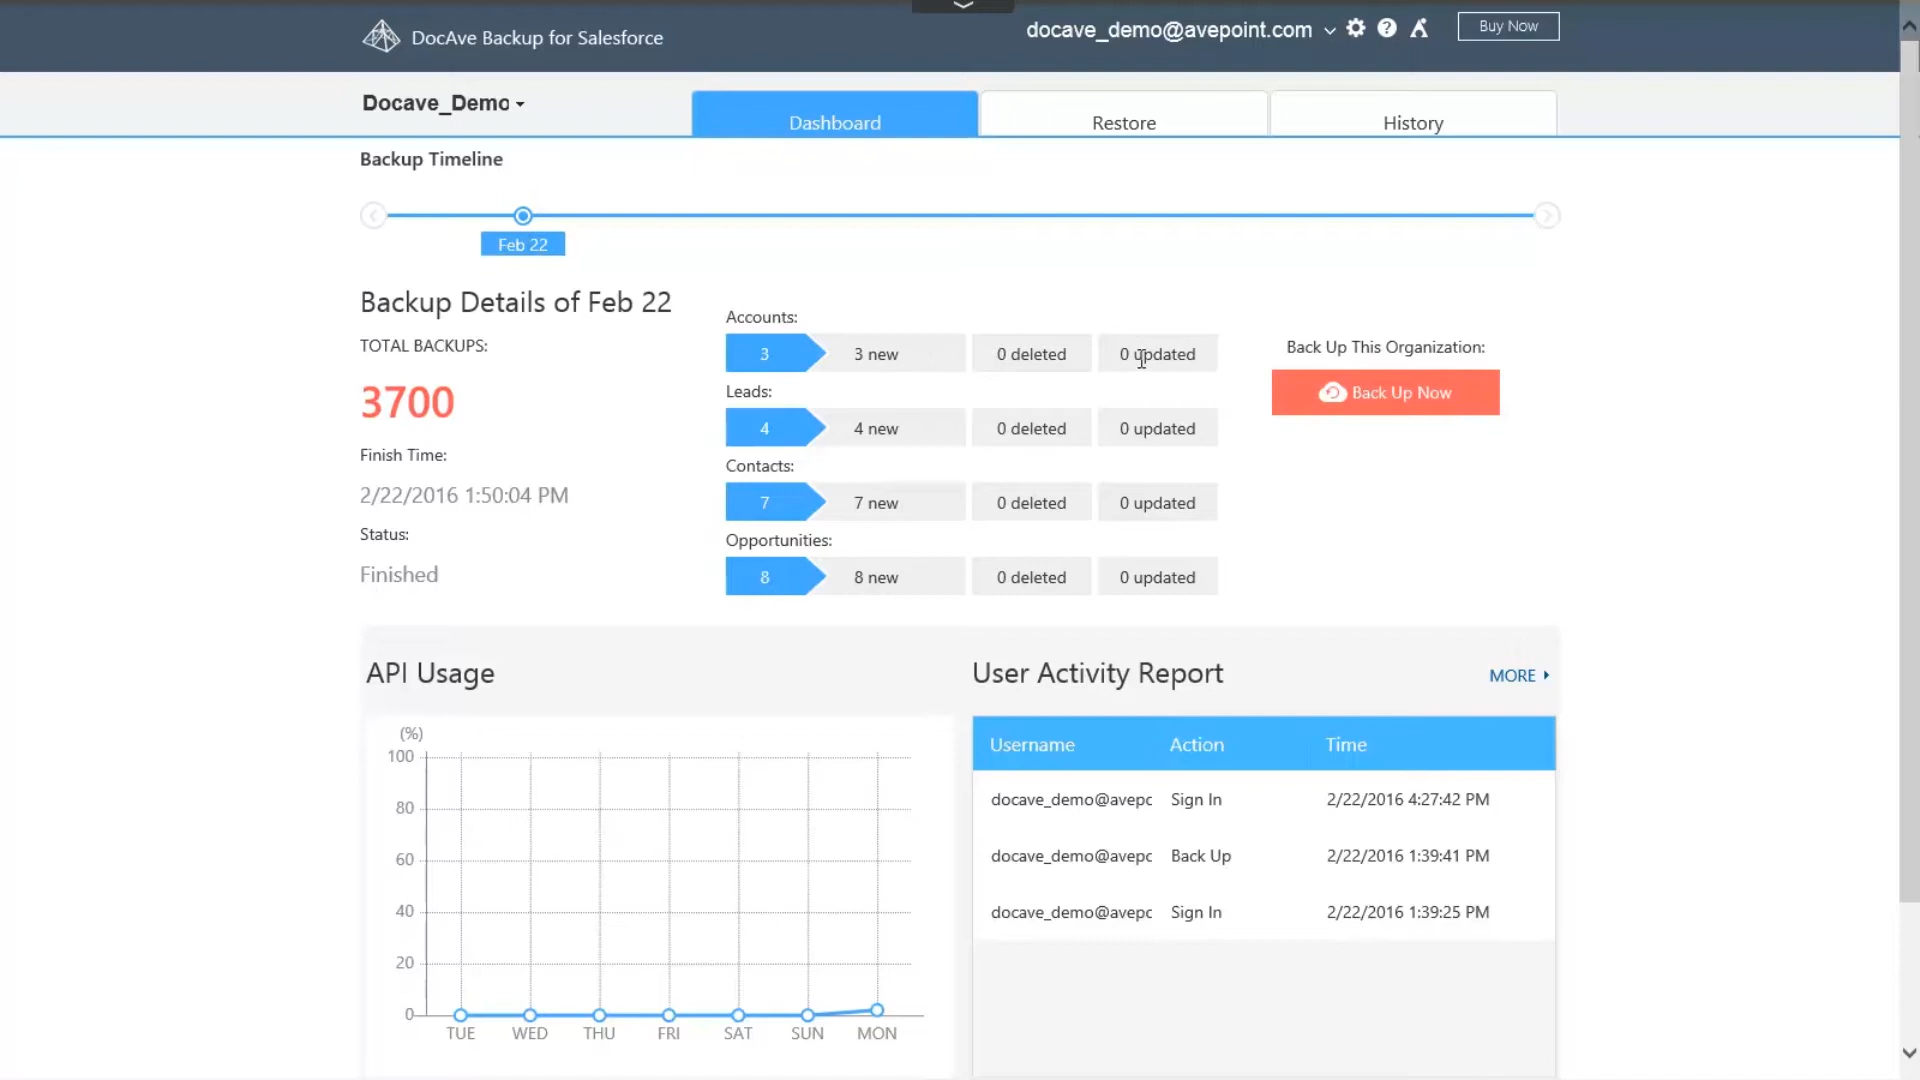 DocAve Backup for Salesforce
docave_demo@avepoint.com
Buy Now
Docave_Demo
Dashboard
Restore
History
Backup Timeline
Feb 22
Backup Details of Feb 22
TOTAL BACKUPS:
3700
Finish Time:
2/22/2016 1:50:04 PM
Status:
Finished
Accounts:
3 3 new 0 deleted 0 updated
Leads:
4 4 new 0 deleted 0 updated
Contacts:
7 7 new 0 deleted 0 updated
Opportunities:
8 8 new 0 deleted 0 updated
Back Up This Organization:
Back Up Now
API Usage
(%)
100
80
60
40
20
0
TUE WED THU FRI SAT SUN MON
User Activity Report
MORE
Username Action Time
docave_demo@avepc Sign In 2/22/2016 4:27:42 PM
docave_demo@avepc Back Up 2/22/2016 1:39:41 PM
docave_demo@avepc Sign In 2/22/2016 1:39:25 PM